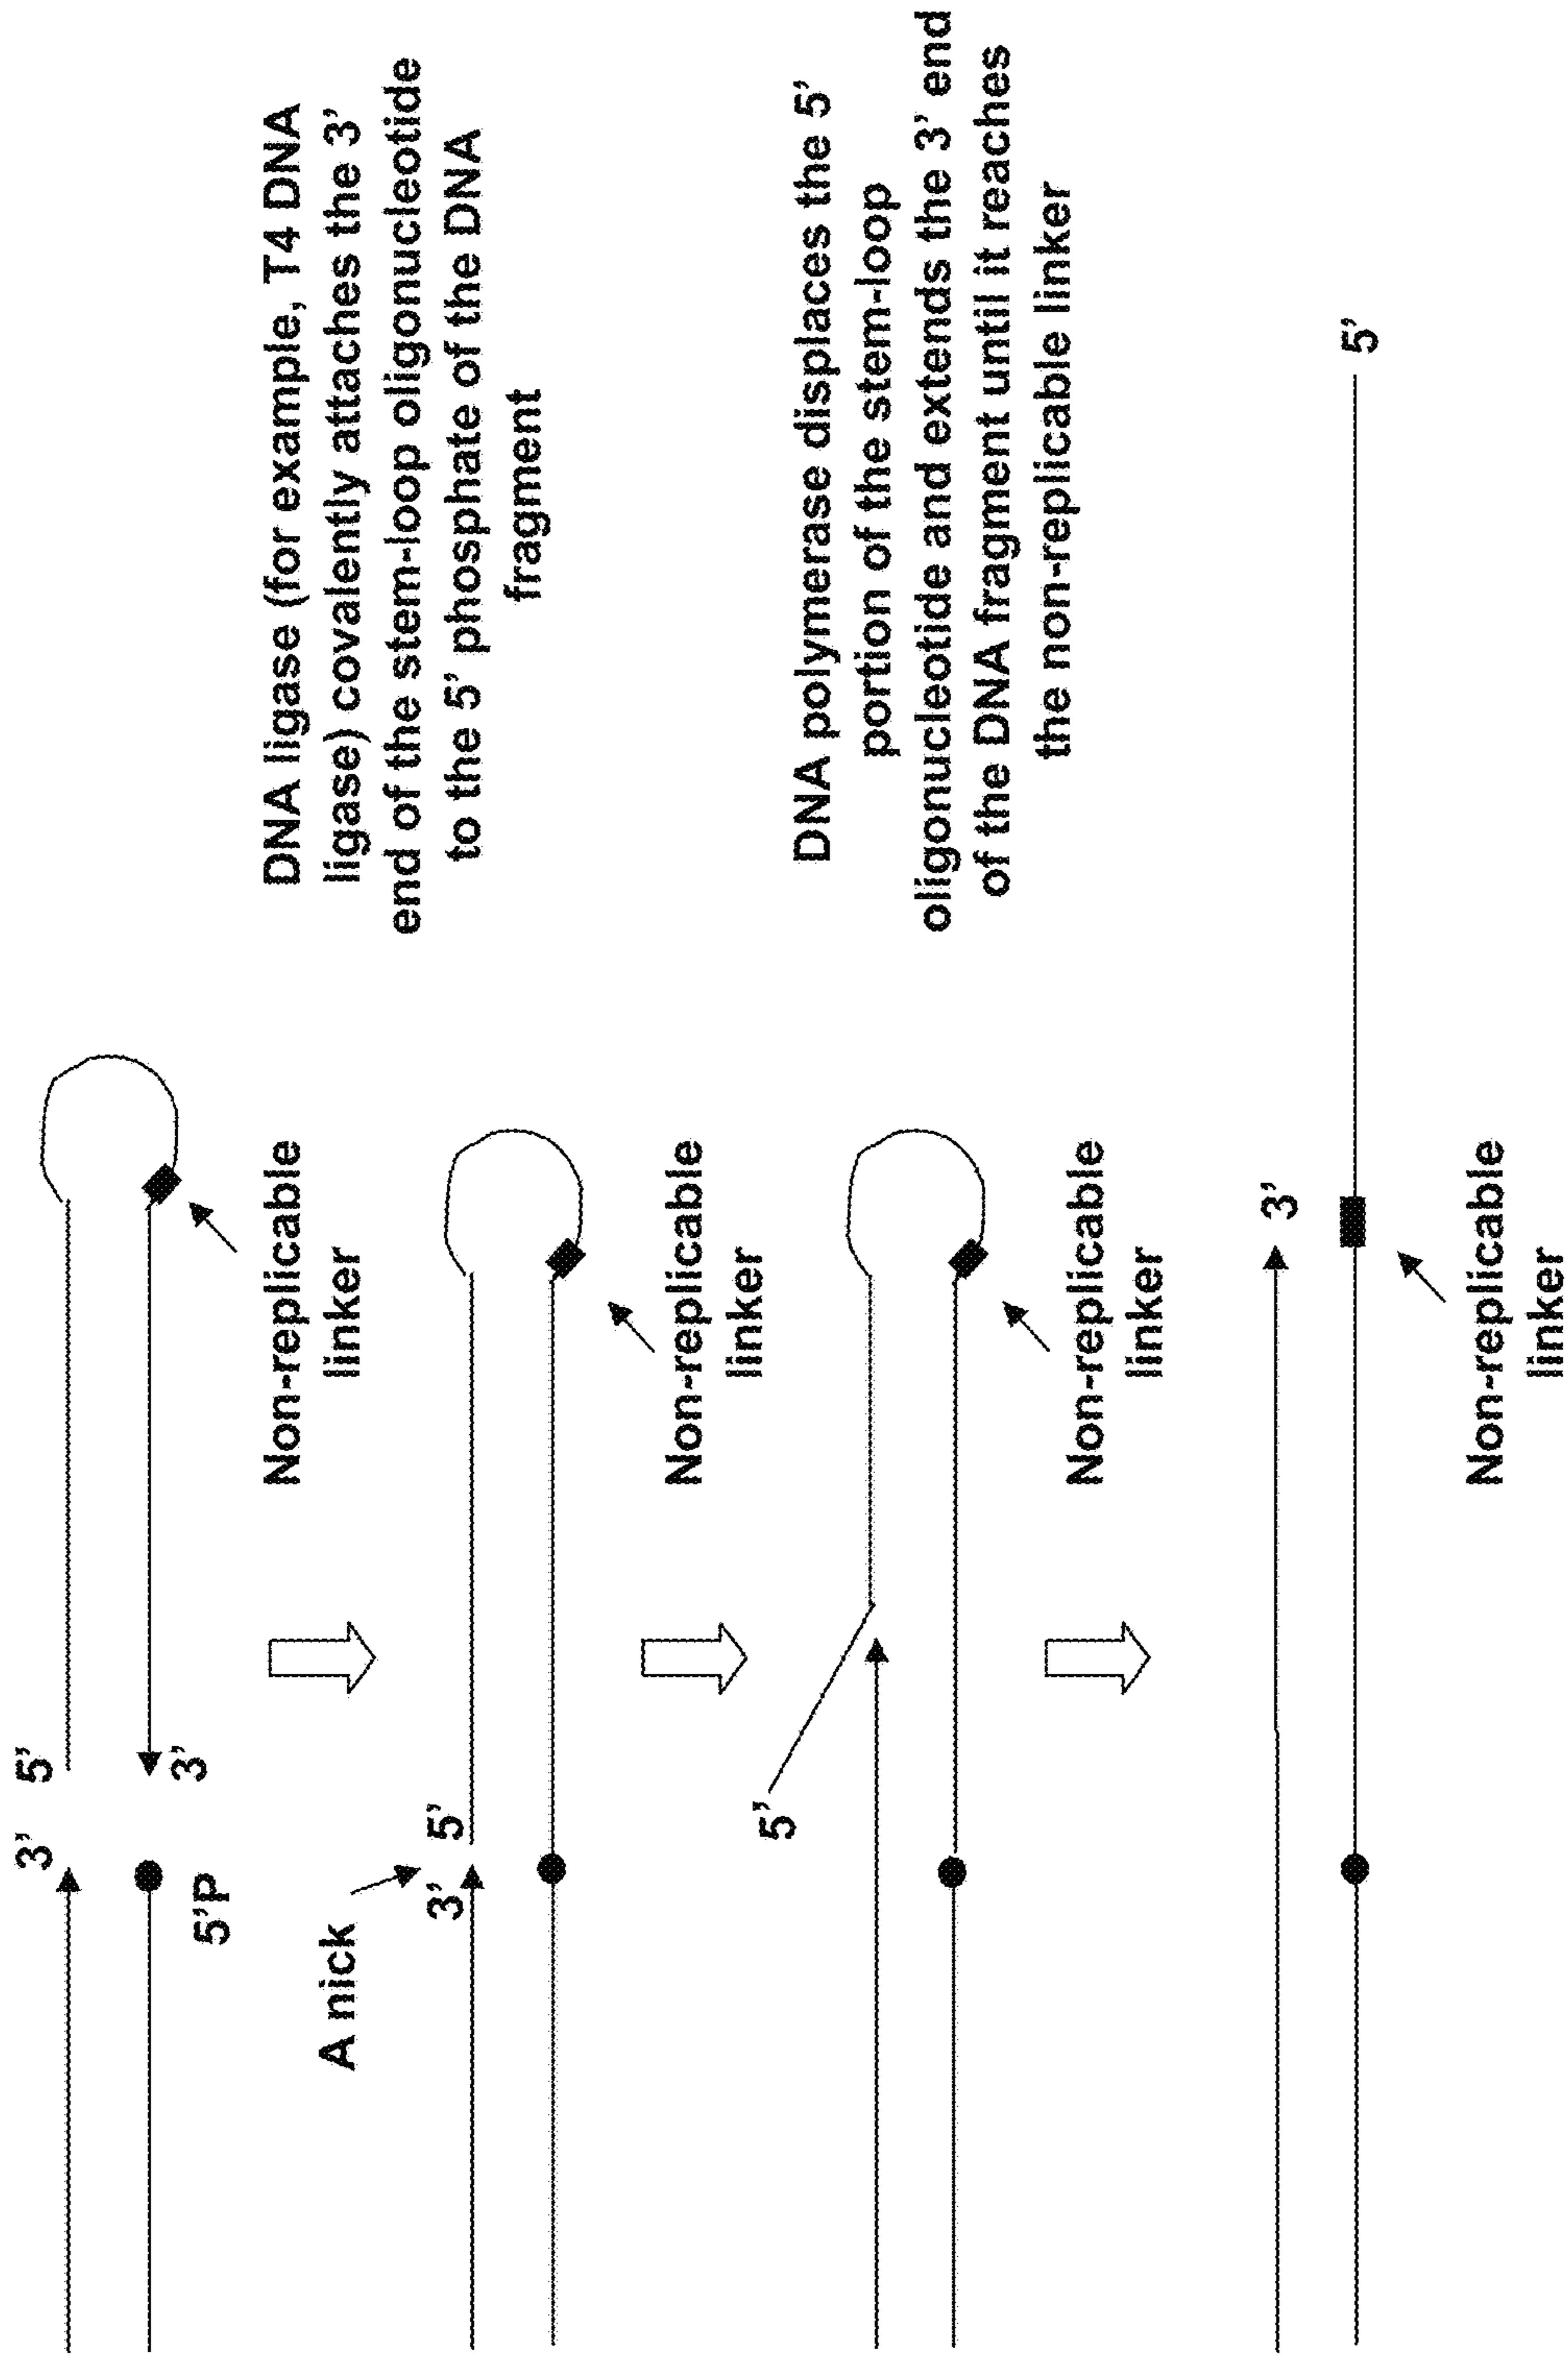 3' 5'
5'P 3'
Non-replicable
linker
DNA ligase (for example, T4 DNA
ligase) covalently attaches the 3'
end of the stem-loop oligonucleotide
to the 5' phosphate of the DNA
fragment
A nick
3' 5'
Non-replicable
linker
DNA polymerase displaces the 5'
portion of the stem-loop
oligonucleotide and extends the 3' end
of the DNA fragment until it reaches
the non-replicable linker
5'
Non-replicable
linker
3'
5'
Non-replicable
linker